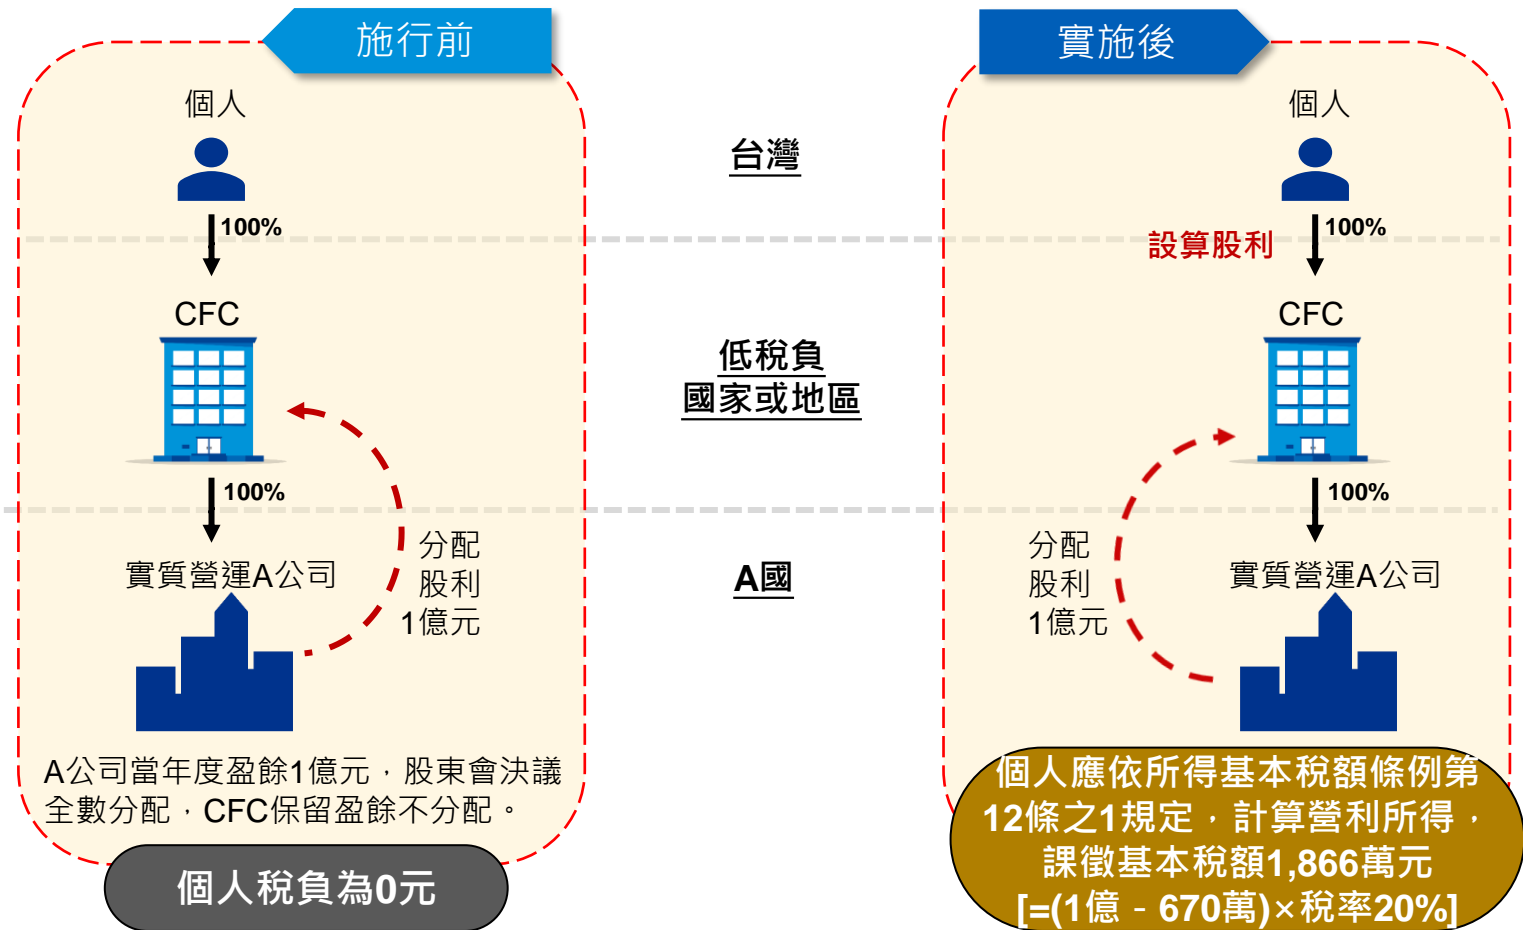 施行前
個人
100%
CFC
100%
分配
股利
1億元
實質營運A公司
A公司當年度盈餘1億元，股東會決議
全數分配，CFC保留盈餘不分配。
個人稅負為0元
台灣
低稅負
國家或地區
A國
實施後
個人
設算股利
100%
CFC
100%
分配
股利
1億元
實質營運A公司
個人應依所得基本稅額條例第
12條之1規定，計算營利所得，
課徵基本稅額1,866萬元
[=(1億 - 670萬)×稅率20%]